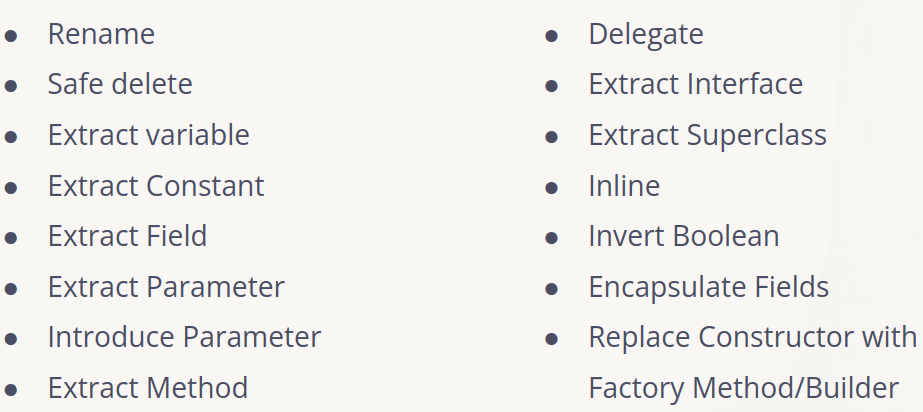 ● Rename
● Safe delete
● Extract variable
● Extract Constant
● Extract Field
● Extract Parameter
● Introduce Parameter
● Extract Method
● Delegate
● Extract Interface
● Extract Superclass
● Inline
● Invert Boolean
● Encapsulate Fields
● Replace Constructor with
Factory Method/Builder